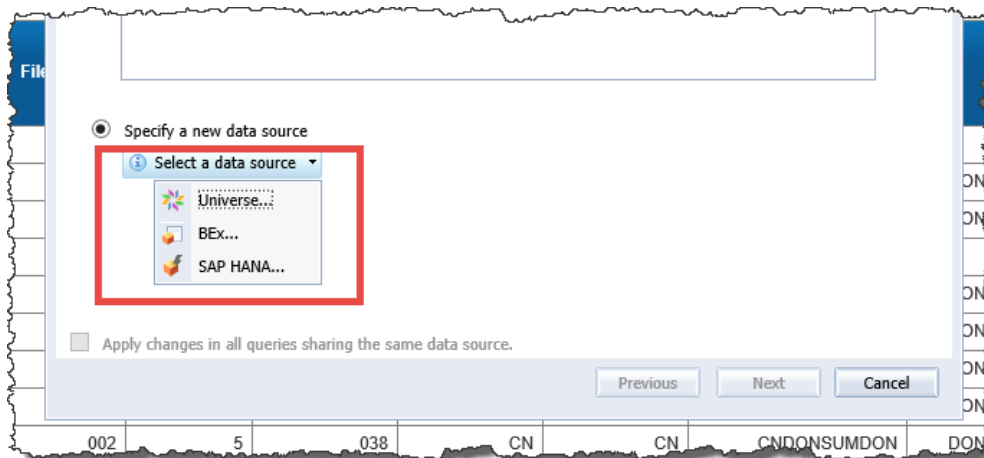 File
Specify a new data source
Select a data source
Universe...
BEx...
SAP HANA...
Apply changes in all queries sharing the same data source.
Previous Next Cancel
002 5 038 CN CN CNDONSUMDON DON